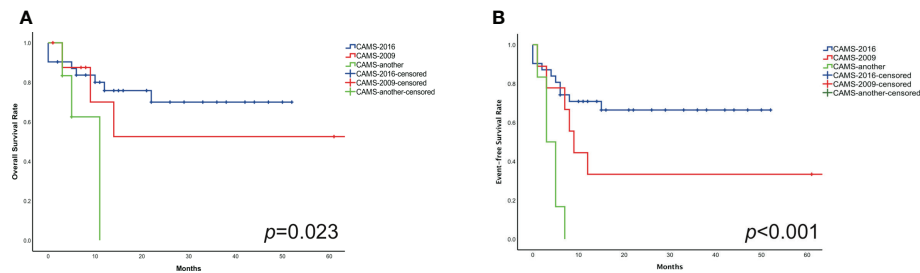 A
Overall Survival Rate
1.0
0.8
0.6
0.4
0.2
0.0
0 10 20 30 40 50 60
Months
CAMS-2016
CAMS-2009
CAMS-another
CAMS-2016-censored
CAMS-2009-censored
CAMS-another-censored
p=0.023
B
Event-free Survival Rate
1.0
0.8
0.6
0.4
0.2
0.0
0 10 20 30 40 50 60
Months
CAMS-2016
CAMS-2009
CAMS-another
CAMS-2016-censored
CAMS-2009-censored
CAMS-another-censored
p<0.001